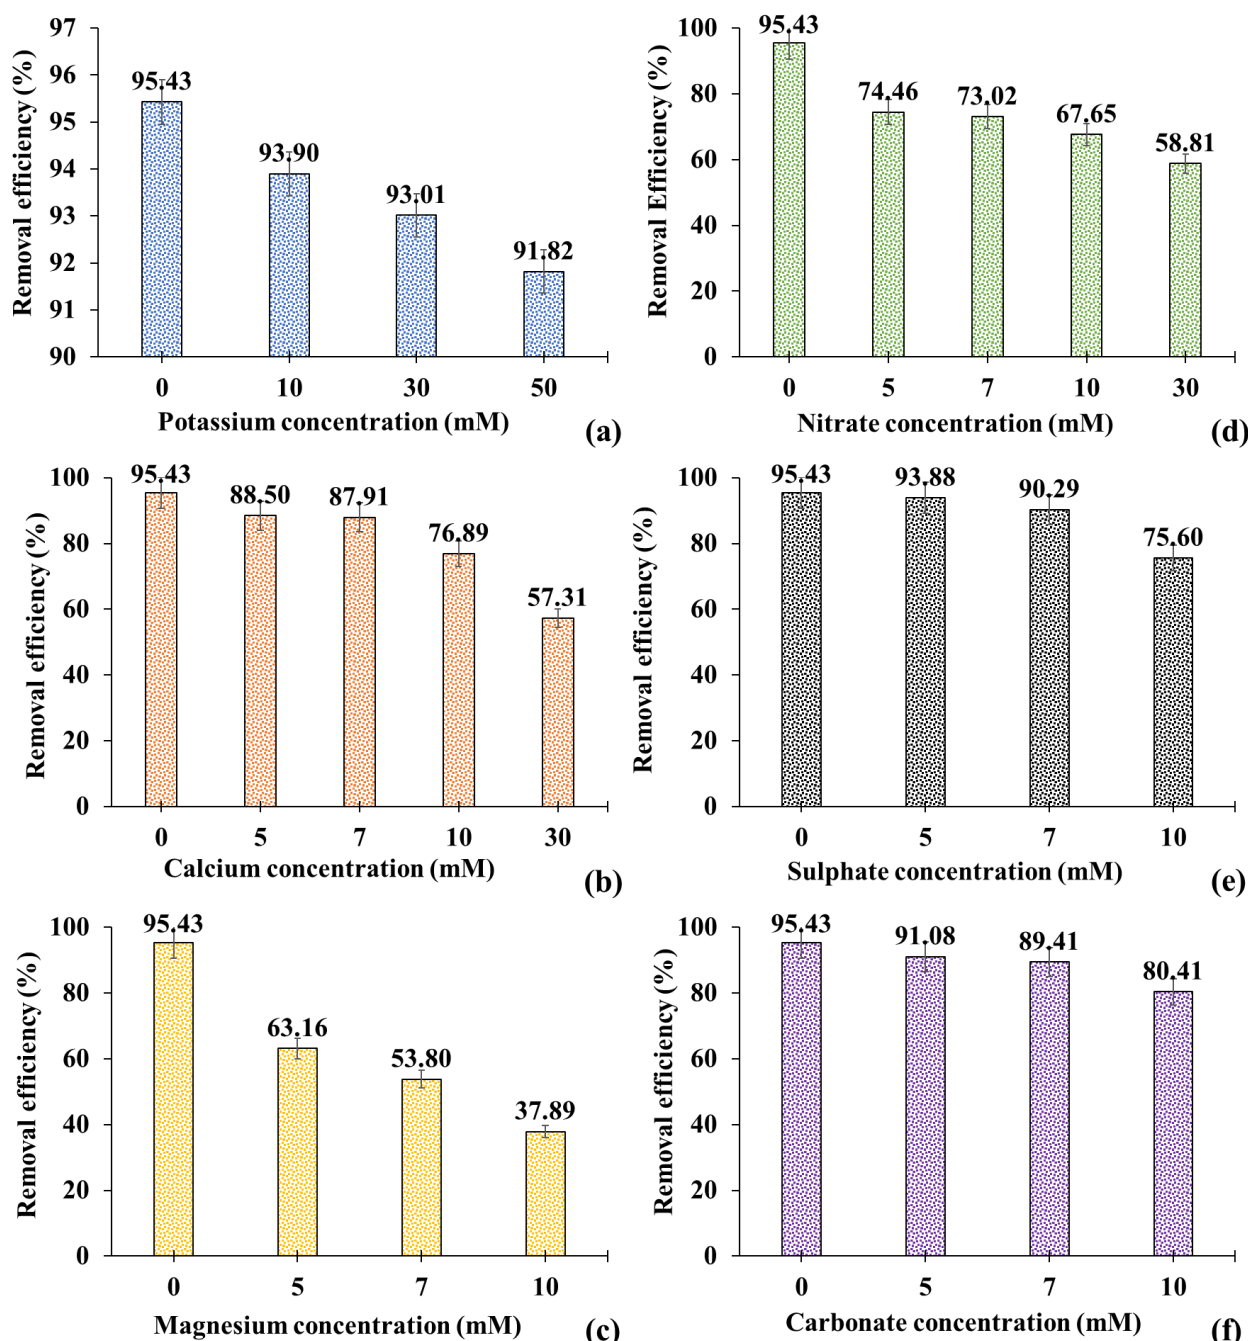 97
96
95
94
93
92
91
90
Removal efficiency (%)
95.43
93.90
93.01
91.82
0 10 30 50
Potassium concentration (mM)
(a)
100
80
60
40
20
0
Removal Efficiency (%)
95.43
74.46
73.02
67.65
58.81
0 5 7 10 30
Nitrate concentration (mM)
(d)
100
80
60
40
20
0
Removal efficiency (%)
95.43
88.50
87.91
76.89
57.31
0 5 7 10 30
Calcium concentration (mM)
(b)
100
80
60
40
20
0
Removal efficiency (%)
95.43
93.88
90.29
75.60
0 5 7 10
Sulphate concentration (mM)
(e)
100
80
60
40
20
0
Removal efficiency (%)
95.43
63.16
53.80
37.89
0 5 7 10
Magnesium concentration (mM)
(c)
100
80
60
40
20
0
Removal efficiency (%)
95.43
91.08
89.41
80.41
0 5 7 10
Carbonate concentration (mM)
(f)